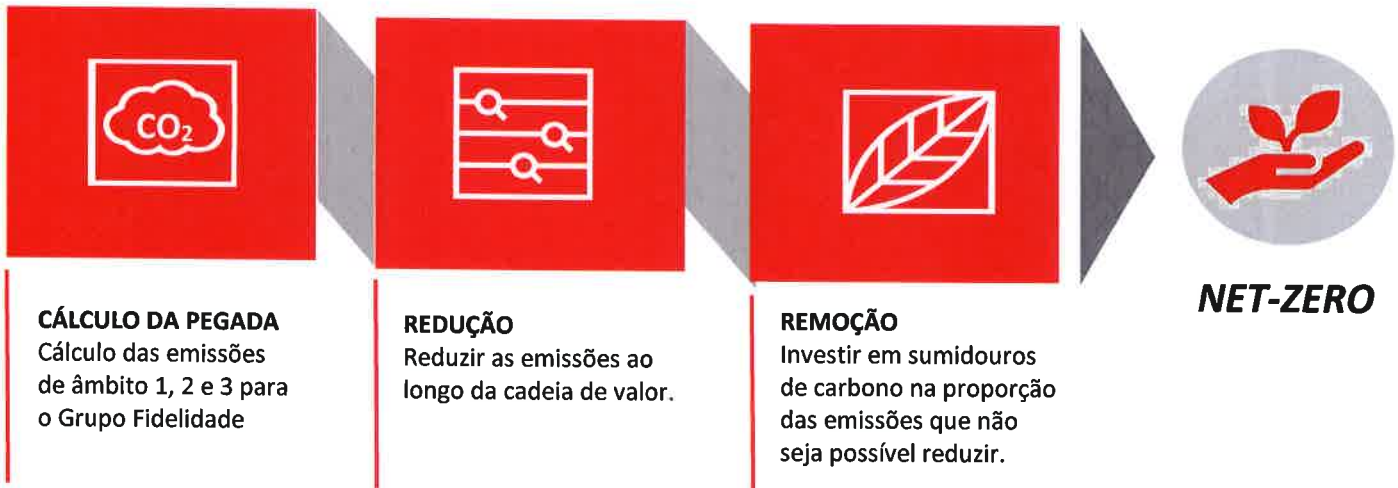 CO₂
CÁLCULO DA PEGADA
Cálculo das emissões
de âmbito 1, 2 e 3 para
o Grupo Fidelidade
REDUÇÃO
Reduzir as emissões ao
longo da cadeia de valor.
REMOÇÃO
Investir em sumidouros
de carbono na proporção
das emissões que não
seja possível reduzir.
NET-ZERO